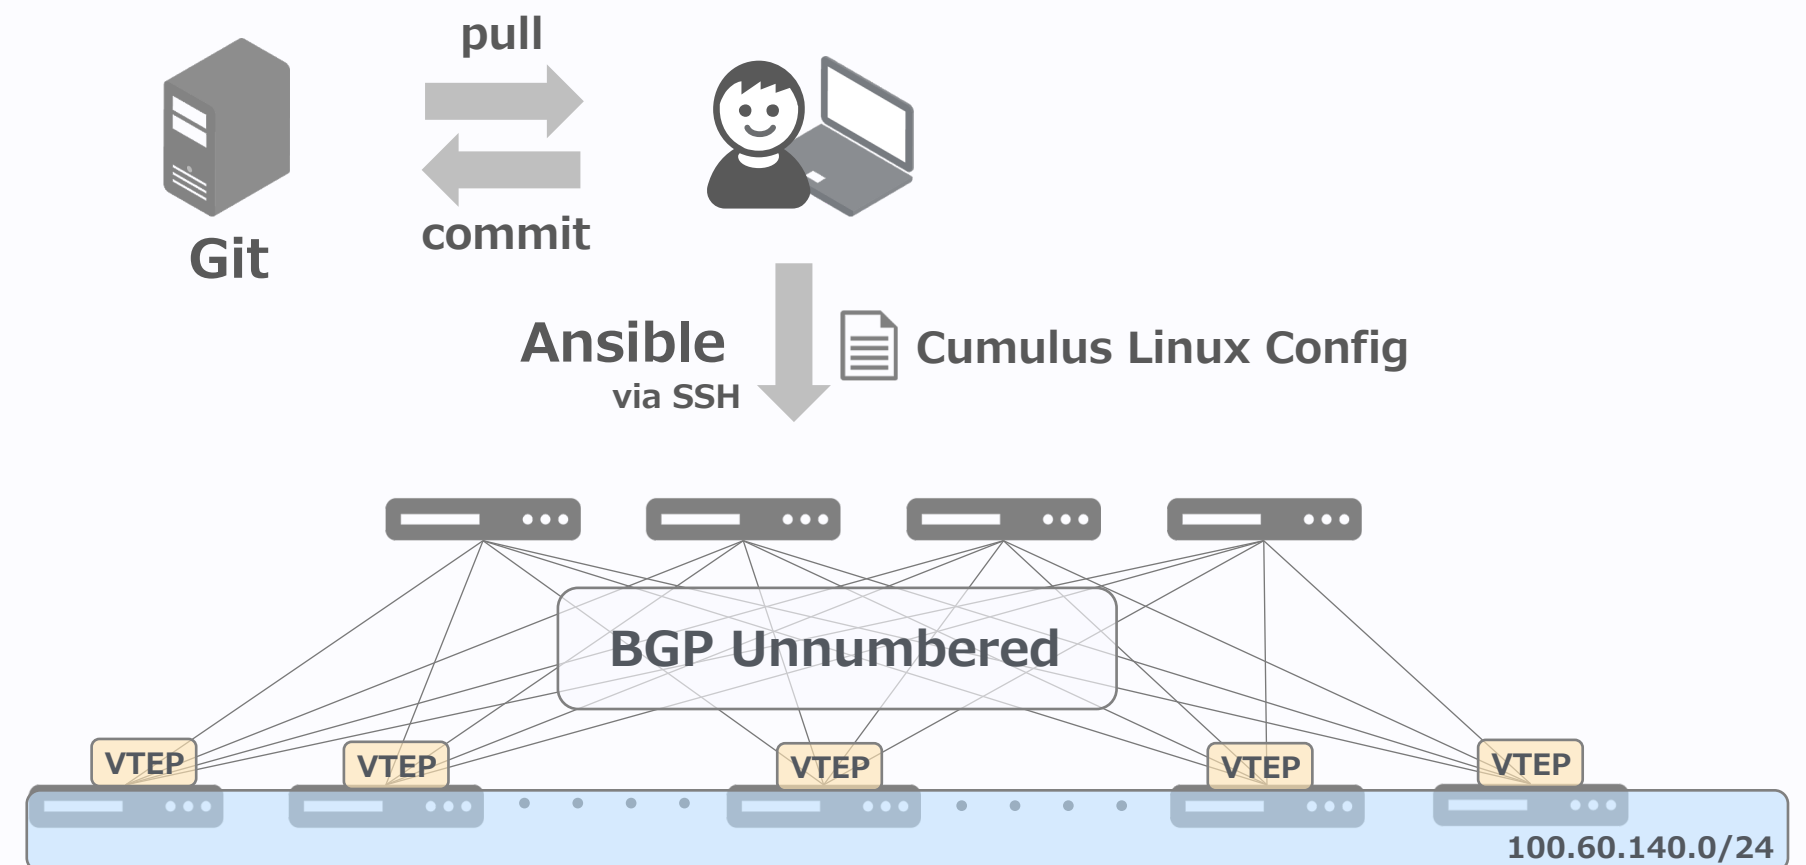 pull
commit
Git
Ansible
via SSH
Cumulus Linux Config
BGP Unnumbered
VTEP
VTEP
VTEP
VTEP
VTEP
100.60.140.0/24